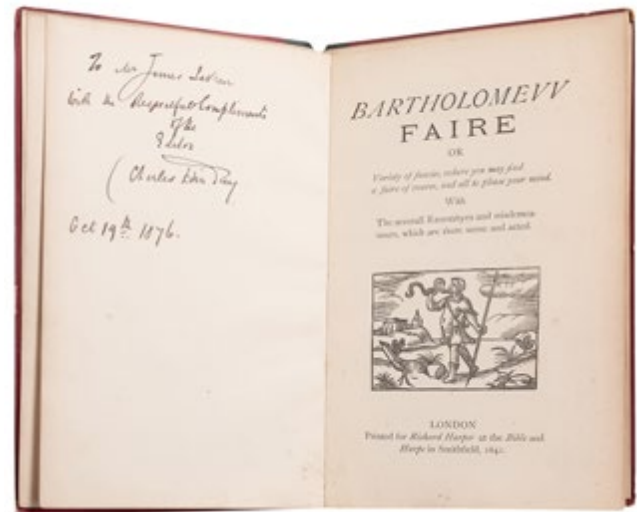 To Mr James
With the Respectful Compliments
of the
Editor
(Charles
Oct 19th 1876.
BARTHOLOMEVV
FAIRE
OR
Variety of fancies, where you may find
a faire of wares, and all to please your mind.
With
The severall Enormityes and misdemea-
nours, which are there seene and acted.
LONDON
Printed for Richard Harper at the Bible and
Harpe in Smithfield, 1641.